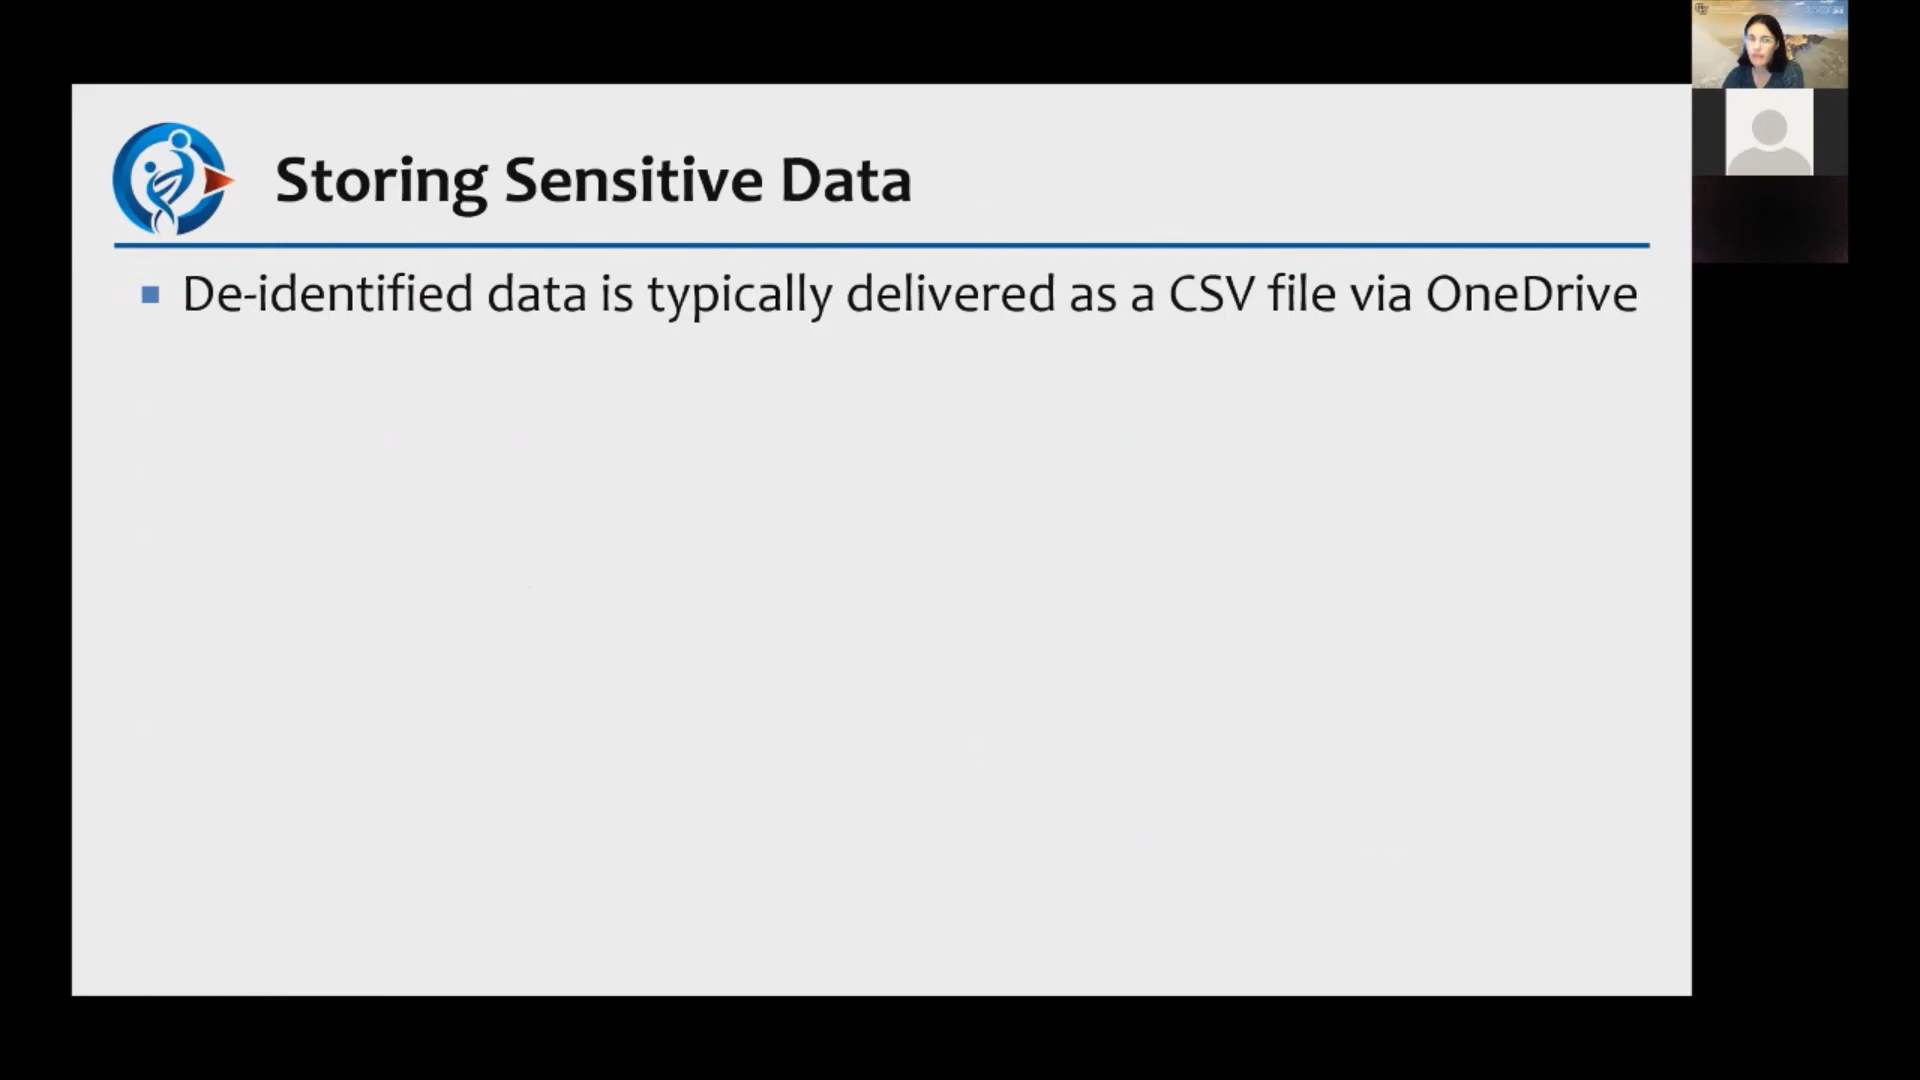 Storing Sensitive Data
De-identified data is typically delivered as a CSV file via OneDrive